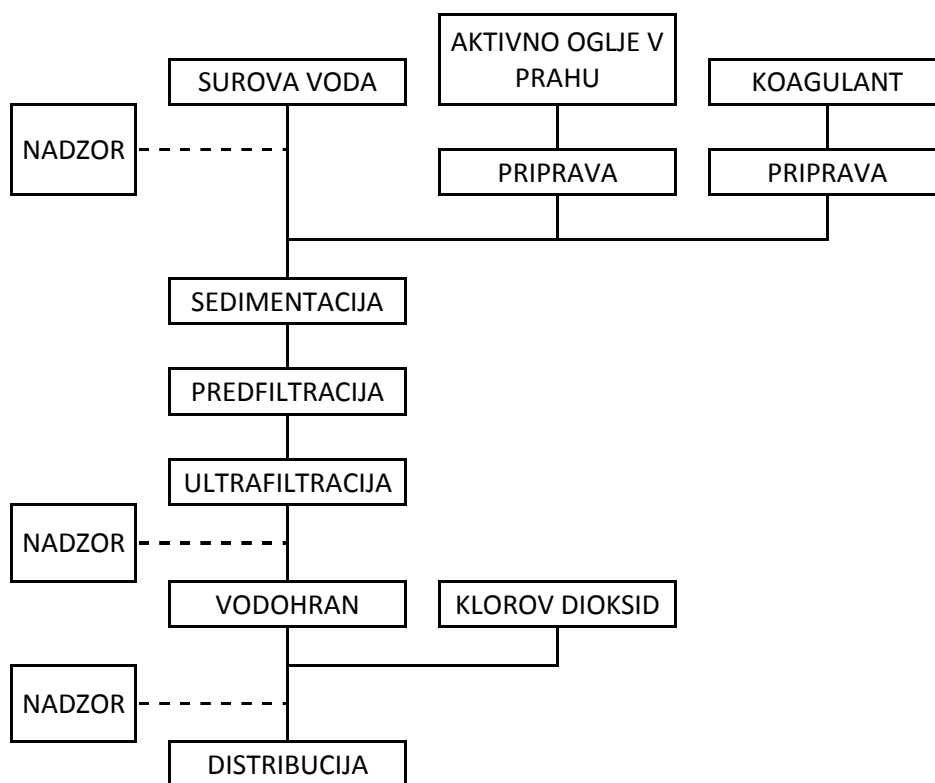 AKTIVNO OGLJE V
PRAHU
SUROVA VODA
KOAGULANT
NADZOR
PRIPRAVA
PRIPRAVA
SEDIMENTACIJA
PREDFILTRACIJA
ULTRAFILTRACIJA
NADZOR
VODOHRAN
KLOROV DIOKSID
NADZOR
DISTRIBUCIJA